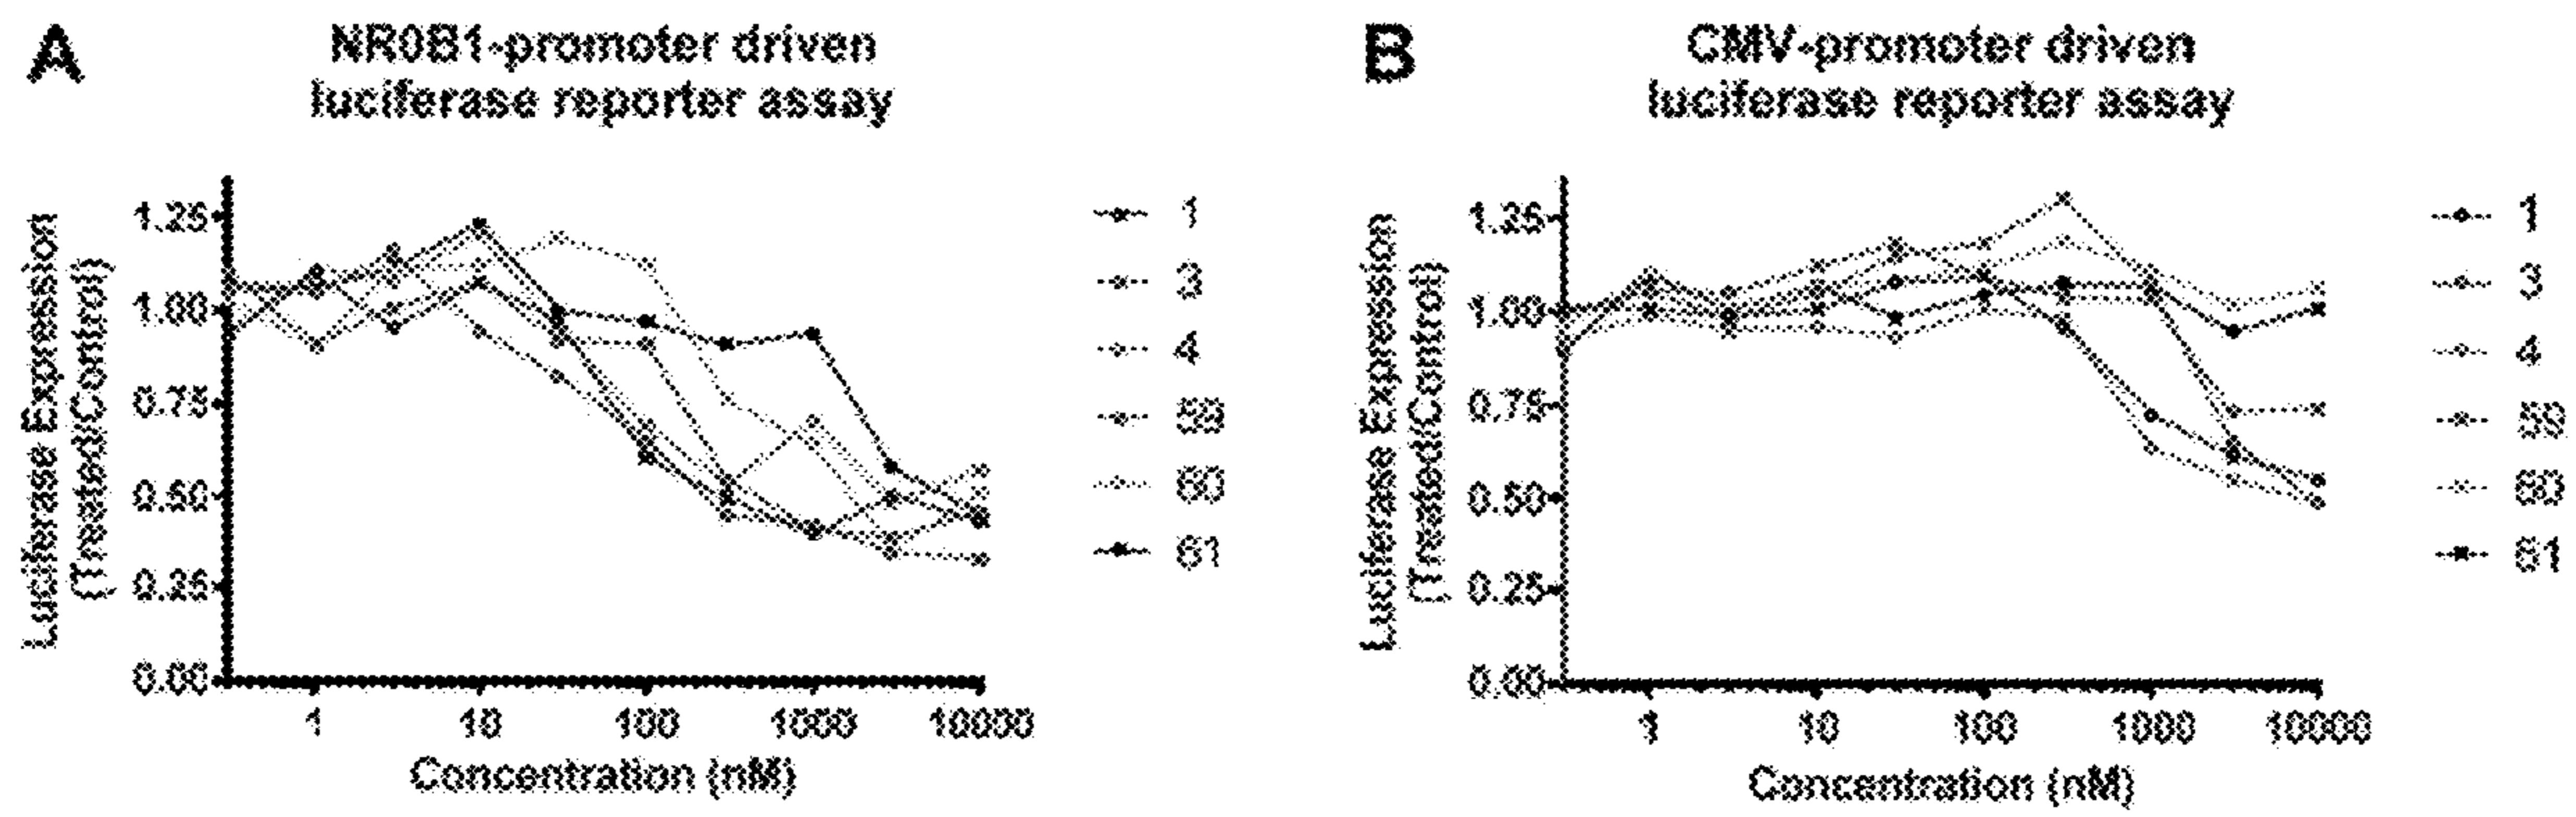 A
NR0B1-promoter driven
luciferase reporter assay
Luciferase Expression
(Treated/Control)
1.25
1.00
0.75
0.50
0.25
0.00
1
10
100
1000
10000
Concentration (nM)
1
3
4
59
60
61
B
CMV-promoter driven
luciferase reporter assay
Luciferase Expression
(Treated/Control)
1.25
1.00
0.75
0.50
0.25
0.00
1
10
100
1000
10000
Concentration (nM)
1
3
4
59
60
61